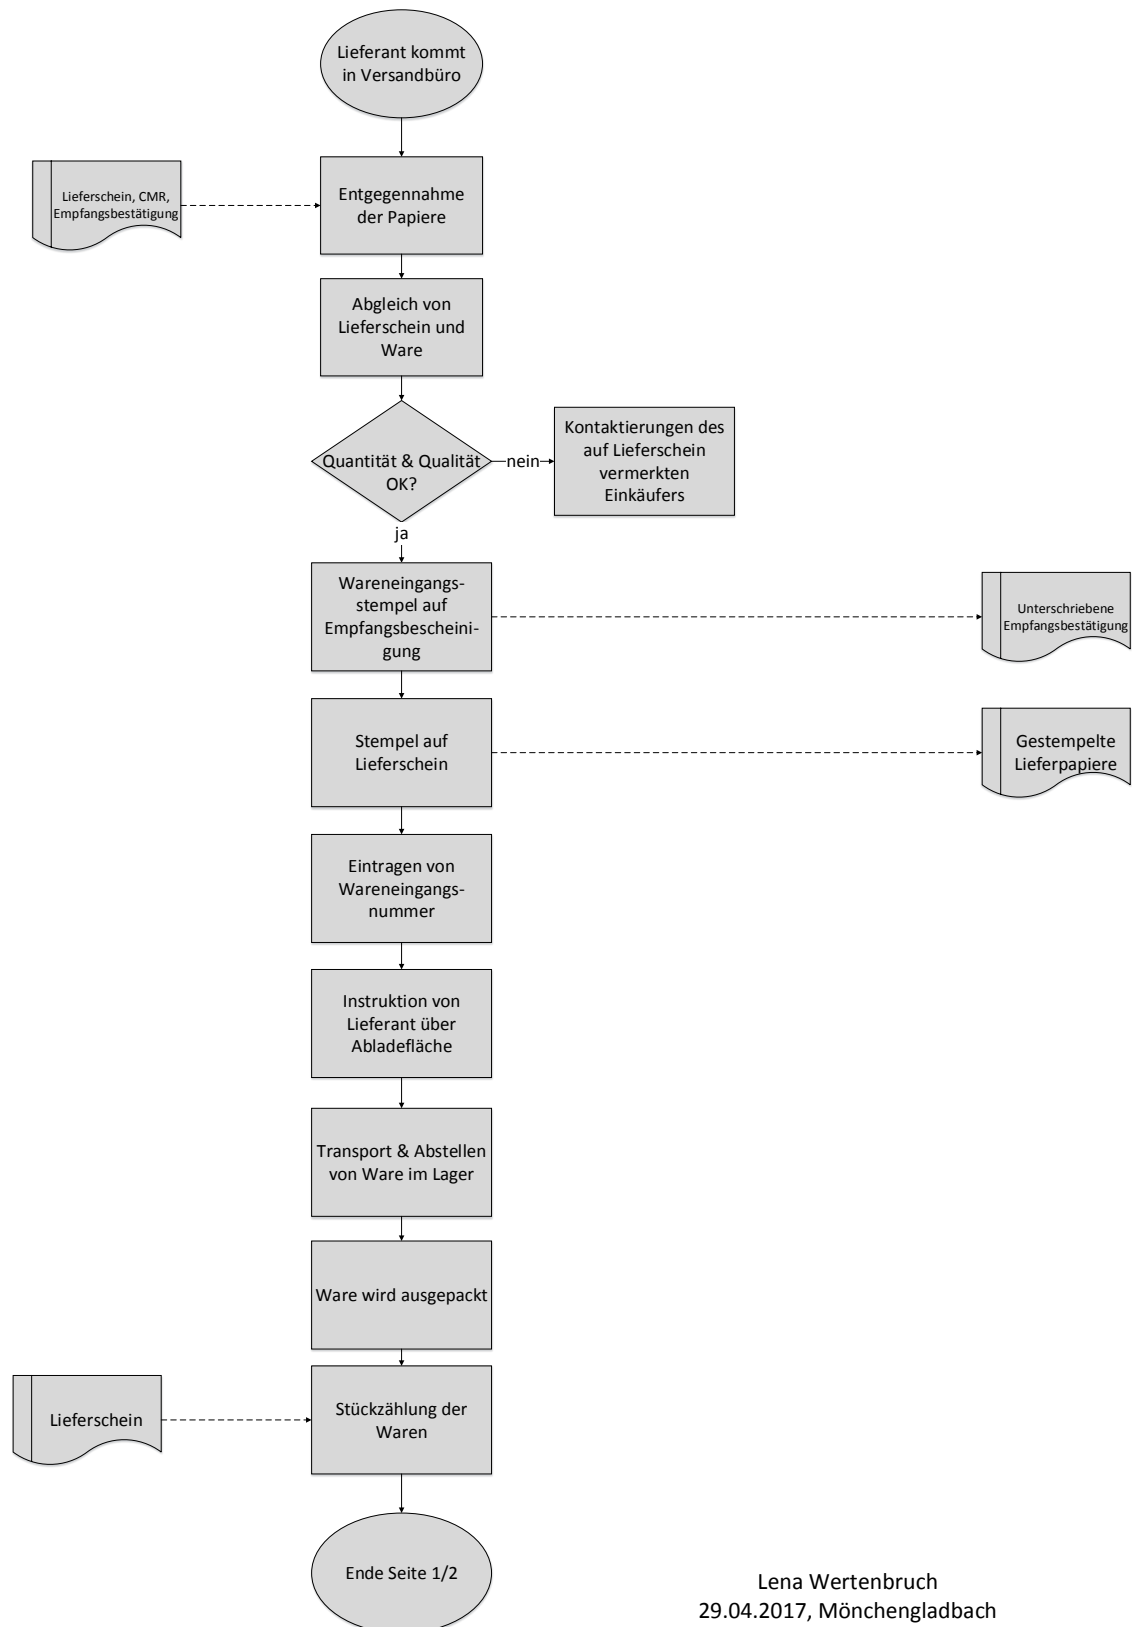 Lieferant kommt
in Versandbüro
Lieferschein, CMR,
Empfangsbestätigung
Entgegennahme
der Papiere
Abgleich von
Lieferschein und
Ware
Quantität & Qualität
OK?
nein
Kontaktierungen des
auf Lieferschein
vermerkten
Einkäufers
ja
Wareneingangs-
stempel auf
Empfangsbescheini-
gung
Unterschriebene
Empfangsbestätigung
Stempel auf
Lieferschein
Gestempelte
Lieferpapiere
Eintragen von
Wareneingangs-
nummer
Instruktion von
Lieferant über
Abladefläche
Transport & Abstellen
von Ware im Lager
Ware wird ausgepackt
Lieferschein
Stückzählung der
Waren
Ende Seite 1/2
Lena Wertenbruch
29.04.2017, Mönchengladbach